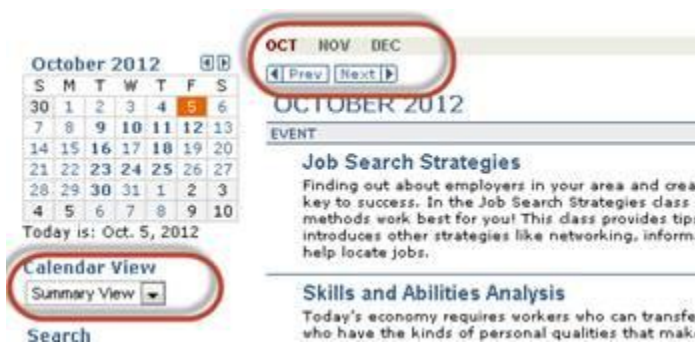 OCT NOV DEC
Prev Next
October 2012
S M T W T F S
30 1 2 3 4 5 6
7 8 9 10 11 12 13
14 15 16 17 18 19 20
21 22 23 24 25 26 27
28 29 30 31 1 2 3
4 5 6 7 8 9 10
Today is: Oct. 5, 2012
Calendar View
Summary View
Search
OCTOBER 2012
EVENT
Job Search Strategies
Finding out about employers in your area and crea
key to success. In the Job Search Strategies class
methods work best for you! This class provides tips
introduces other strategies like networking, inform
help locate jobs.
Skills and Abilities Analysis
Today's economy requires workers who can transfe
who have the kinds of personal qualities that mak